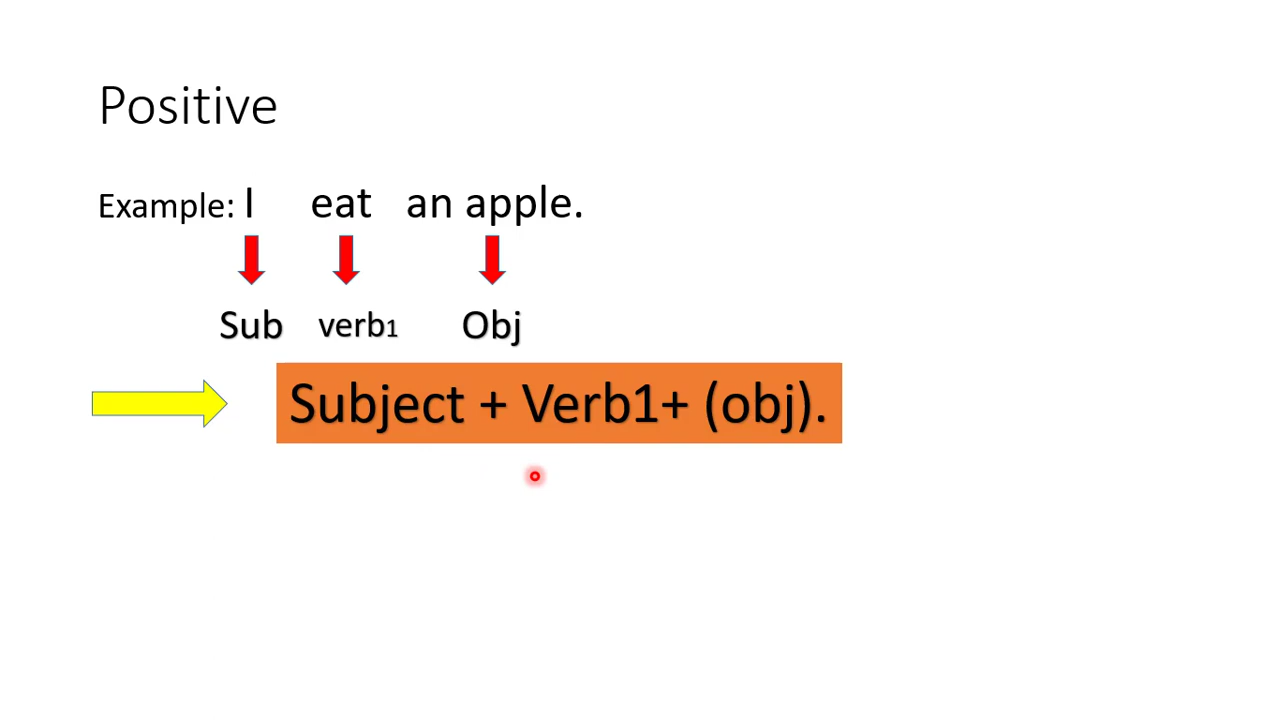 Positive
Example: I eat an apple.
Sub verb1 Obj
Subject + Verb1+ (obj).